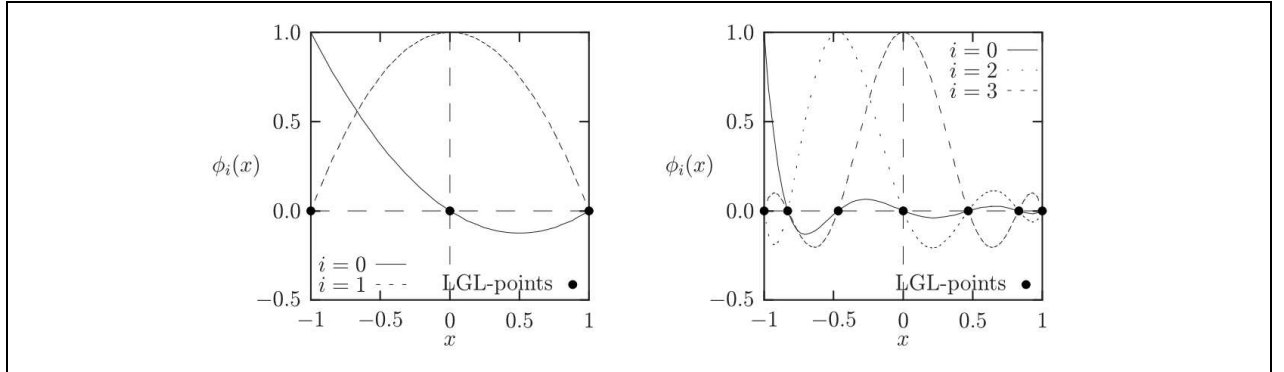 1.0
0.5
ϕᵢ(x)
0.0
i = 0
i = 1
LGL-points
−0.5
−1 −0.5 0 0.5 1
x
1.0
i = 0
i = 2
i = 3
0.5
ϕᵢ(x)
0.0
LGL-points
−0.5
−1 −0.5 0 0.5 1
x